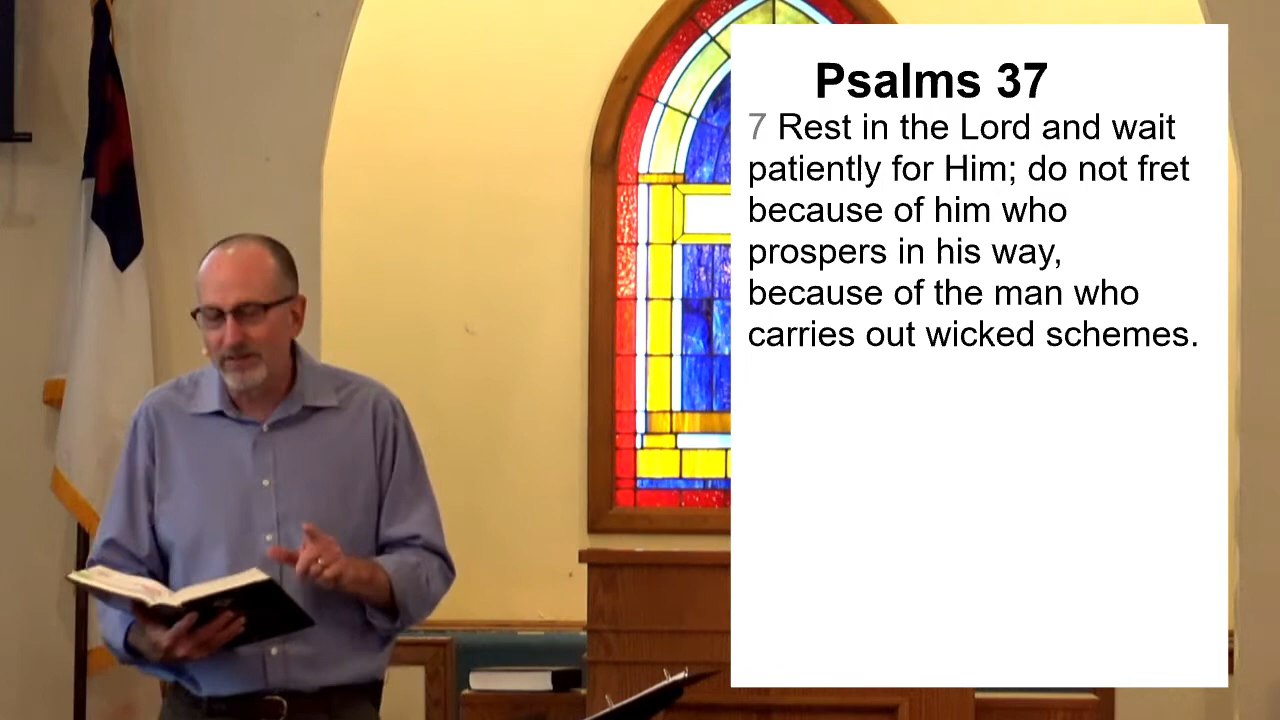 Psalms 37
7 Rest in the Lord and wait
patiently for Him; do not fret
because of him who
prospers in his way,
because of the man who
carries out wicked schemes.